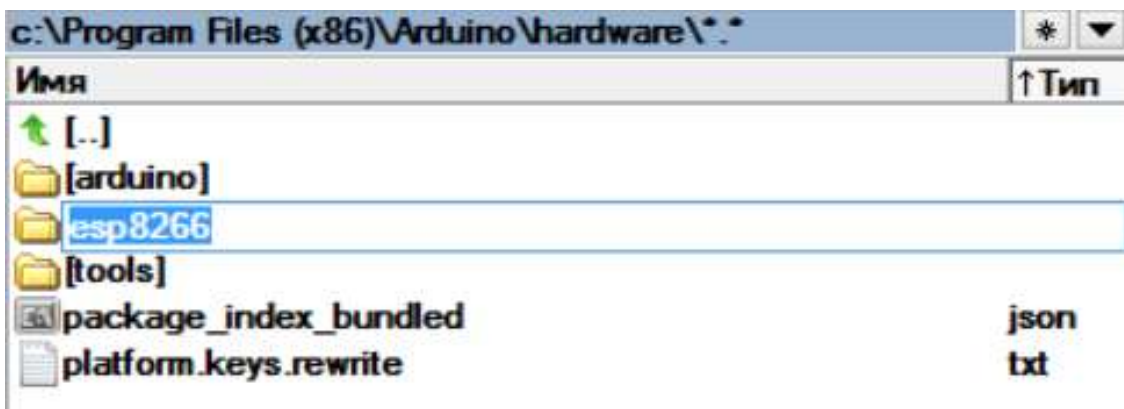 c:\Program Files (x86)\Arduino\hardware\*.*
Имя ↑Тип
[..]
[arduino]
esp8266
[tools]
package_index_bundled json
platform.keys.rewrite txt